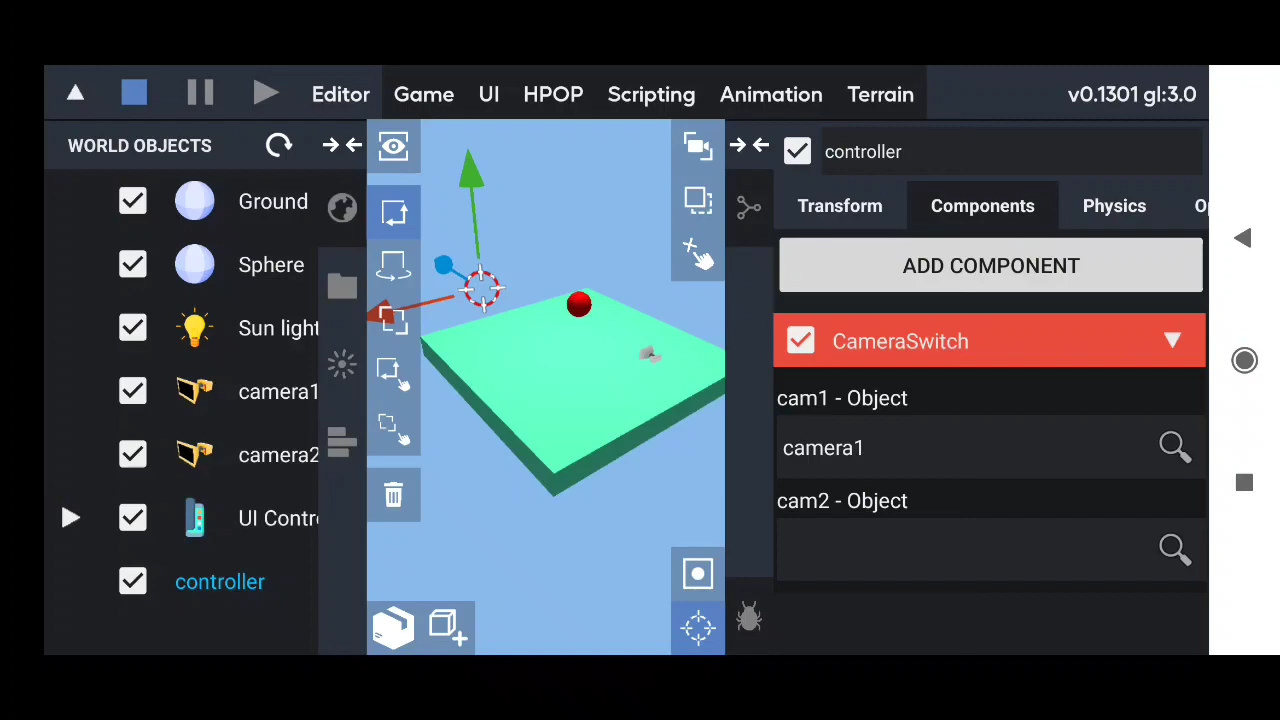 Editor Game UI HPOP Scripting Animation Terrain v0.1301 gl:3.0
WORLD OBJECTS
Ground
Sphere
Sun light
camera1
camera2
UI Contr
controller
controller
Transform Components Physics Op
ADD COMPONENT
CameraSwitch
cam1 - Object
camera1
cam2 - Object